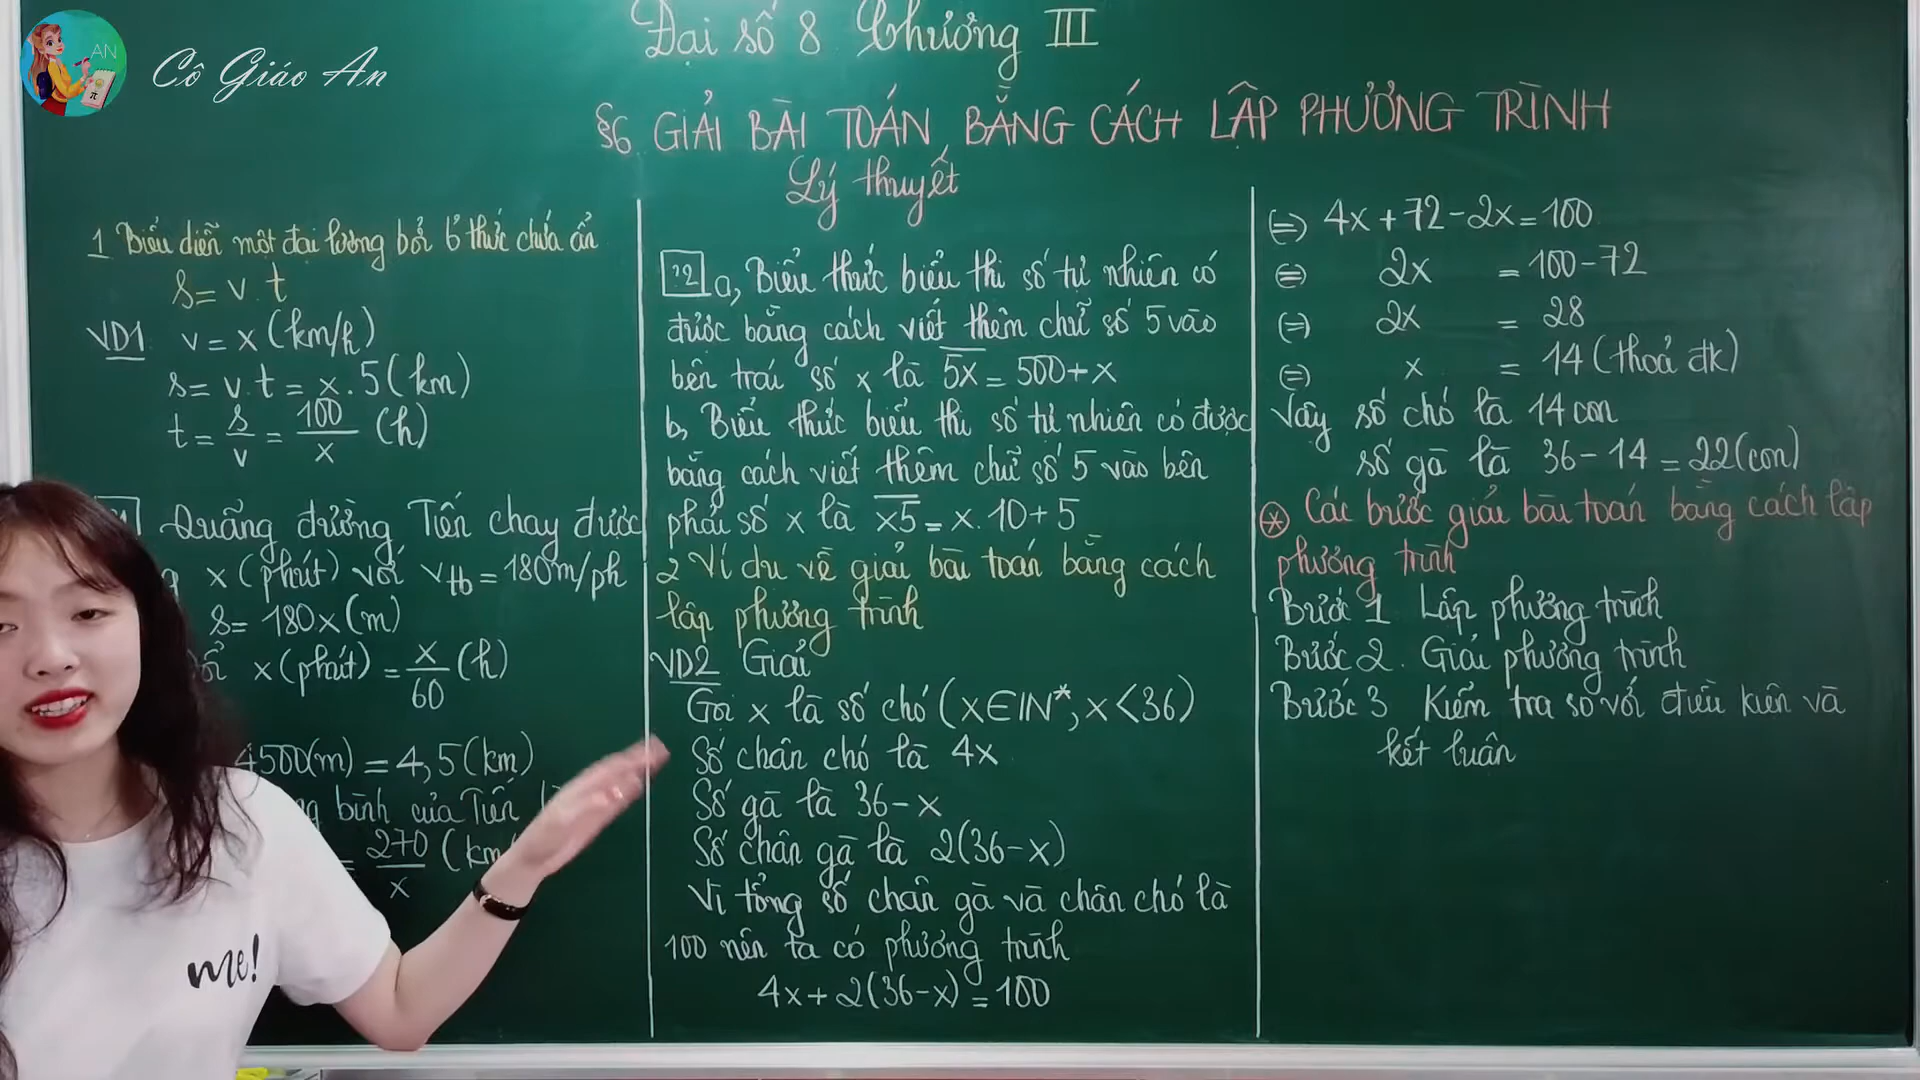 AN
Cô Giáo An
Đại số 8 Chương III
§6 GIẢI BÀI TOÁN BẰNG CÁCH LẬP PHƯƠNG TRÌNH
Lý thuyết
1 Biểu diễn một đại lượng bởi b' thức chứa ẩn
s = v.t
VD1 v = x (km/h)
s = v.t = x.5 (km)
t = s/v = 100/x (h)
Quãng đường Tiến chạy được
x (phút) với vtb = 180m/ph
s = 180x (m)
x (phút) = x/60 (h)
4500(m) = 4,5 (km)
bình của Tiến
= 270/x (km
?2 a, Biểu thức biểu thị số tự nhiên có
được bằng cách viết thêm chữ số 5 vào
bên trái số x là 5x = 500 + x
b, Biểu thức biểu thị số tự nhiên có được
bằng cách viết thêm chữ số 5 vào bên
phải số x là x5 = x.10 + 5
2 Ví dụ về giải bài toán bằng cách
lập phương trình
VD2 Giải
Gọi x là số chó (x∈IN*, x<36)
Số chân chó là 4x
Số gà là 36-x
Số chân gà là 2(36-x)
Vì tổng số chân gà và chân chó là
100 nên ta có phương trình
4x + 2(36-x) = 100
(=) 4x + 72 - 2x = 100
(=) 2x = 100 - 72
(=) 2x = 28
(=) x = 14 (thoả đk)
Vậy số chó là 14 con
số gà là 36 - 14 = 22 (con)
(*) Các bước giải bài toán bằng cách lập
phương trình
Bước 1 Lập phương trình
Bước 2. Giải phương trình
Bước 3 Kiểm tra so với điều kiện và
kết luận
me!